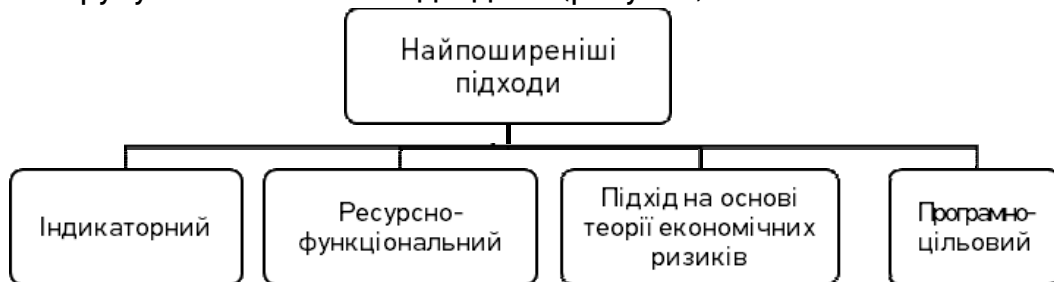 Найпоширеніші
підходи
Індикаторний
Ресурсно-
функціональний
Підхід на основі
теорії економічних
ризиків
Програмно-
цільовий